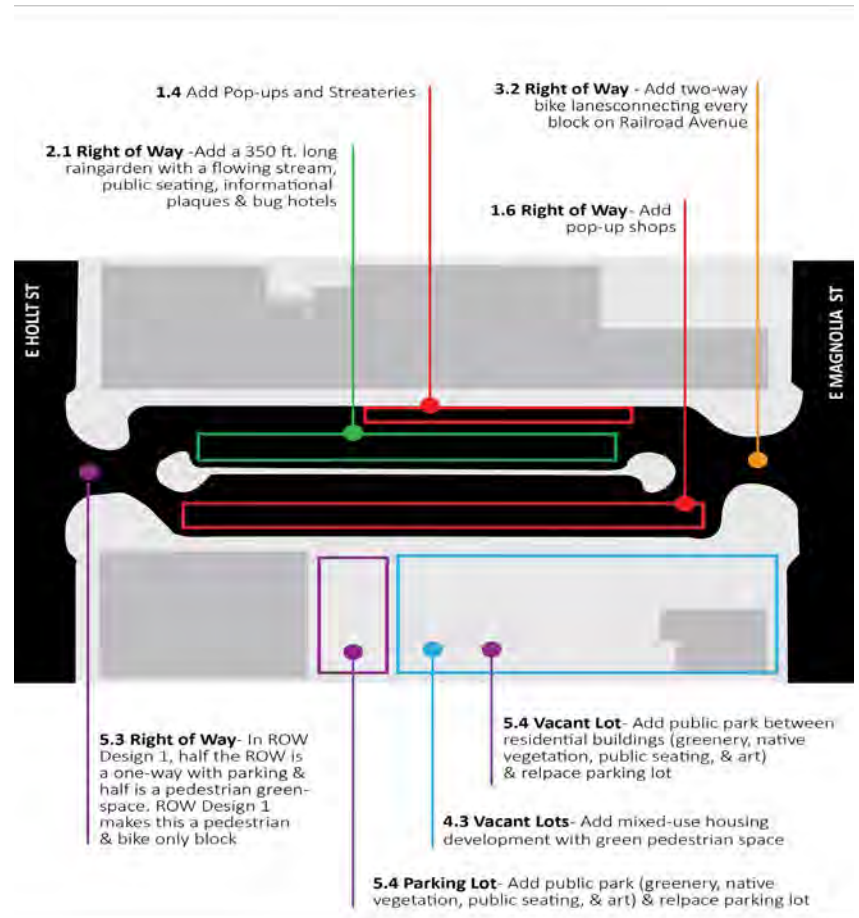 1.4 Add Pop-ups and Streateries
3.2 Right of Way - Add two-way
bike lanesconnecting every
block on Railroad Avenue
2.1 Right of Way -Add a 350 ft. long
raingarden with a flowing stream,
public seating, informational
plaques & bug hotels
1.6 Right of Way- Add
pop-up shops
E HOLLT ST
E MAGNOLIA ST
5.3 Right of Way- In ROW
Design 1, half the ROW is
a one-way with parking &
half is a pedestrian green-
space. ROW Design 1
makes this a pedestrian
& bike only block
5.4 Vacant Lot- Add public park between
residential buildings (greenery, native
vegetation, public seating, & art)
& relpace parking lot
4.3 Vacant Lots- Add mixed-use housing
development with green pedestrian space
5.4 Parking Lot- Add public park (greenery, native
vegetation, public seating, & art) & relpace parking lot